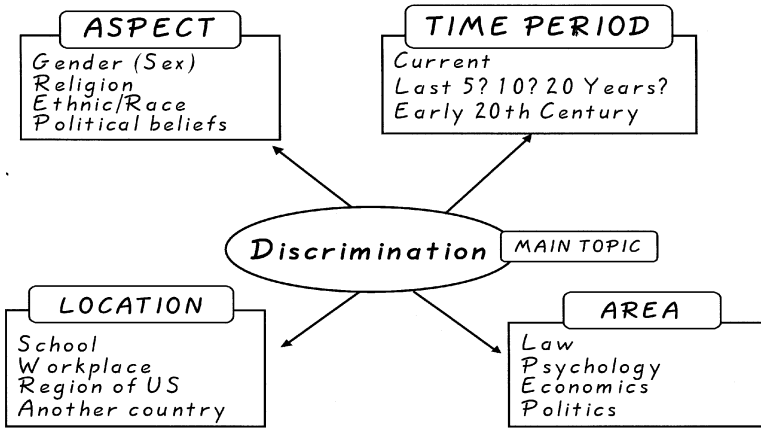 ASPECT
Gender (Sex)
Religion
Ethnic/Race
Political beliefs
TIME PERIOD
Current
Last 5? 10? 20 Years?
Early 20th Century
Discrimination
MAIN TOPIC
LOCATION
School
Workplace
Region of US
Another country
AREA
Law
Psychology
Economics
Politics